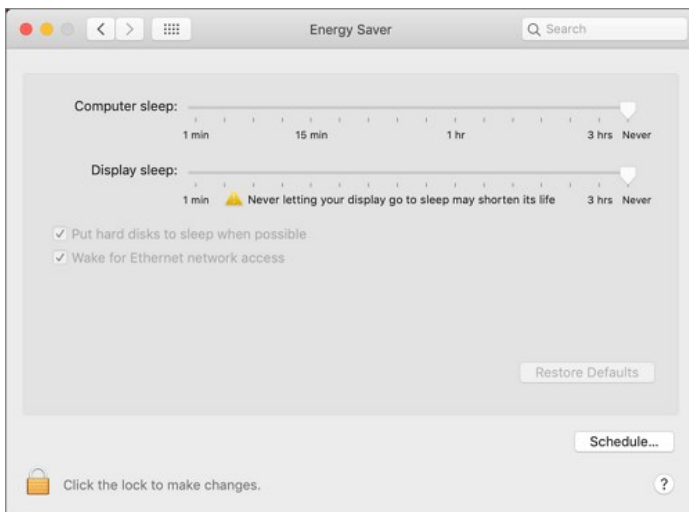 Energy Saver
Search
Computer sleep:
1 min 15 min 1 hr 3 hrs Never
Display sleep:
1 min Never letting your display go to sleep may shorten its life 3 hrs Never
Put hard disks to sleep when possible
Wake for Ethernet network access
Restore Defaults
Schedule...
Click the lock to make changes. ?